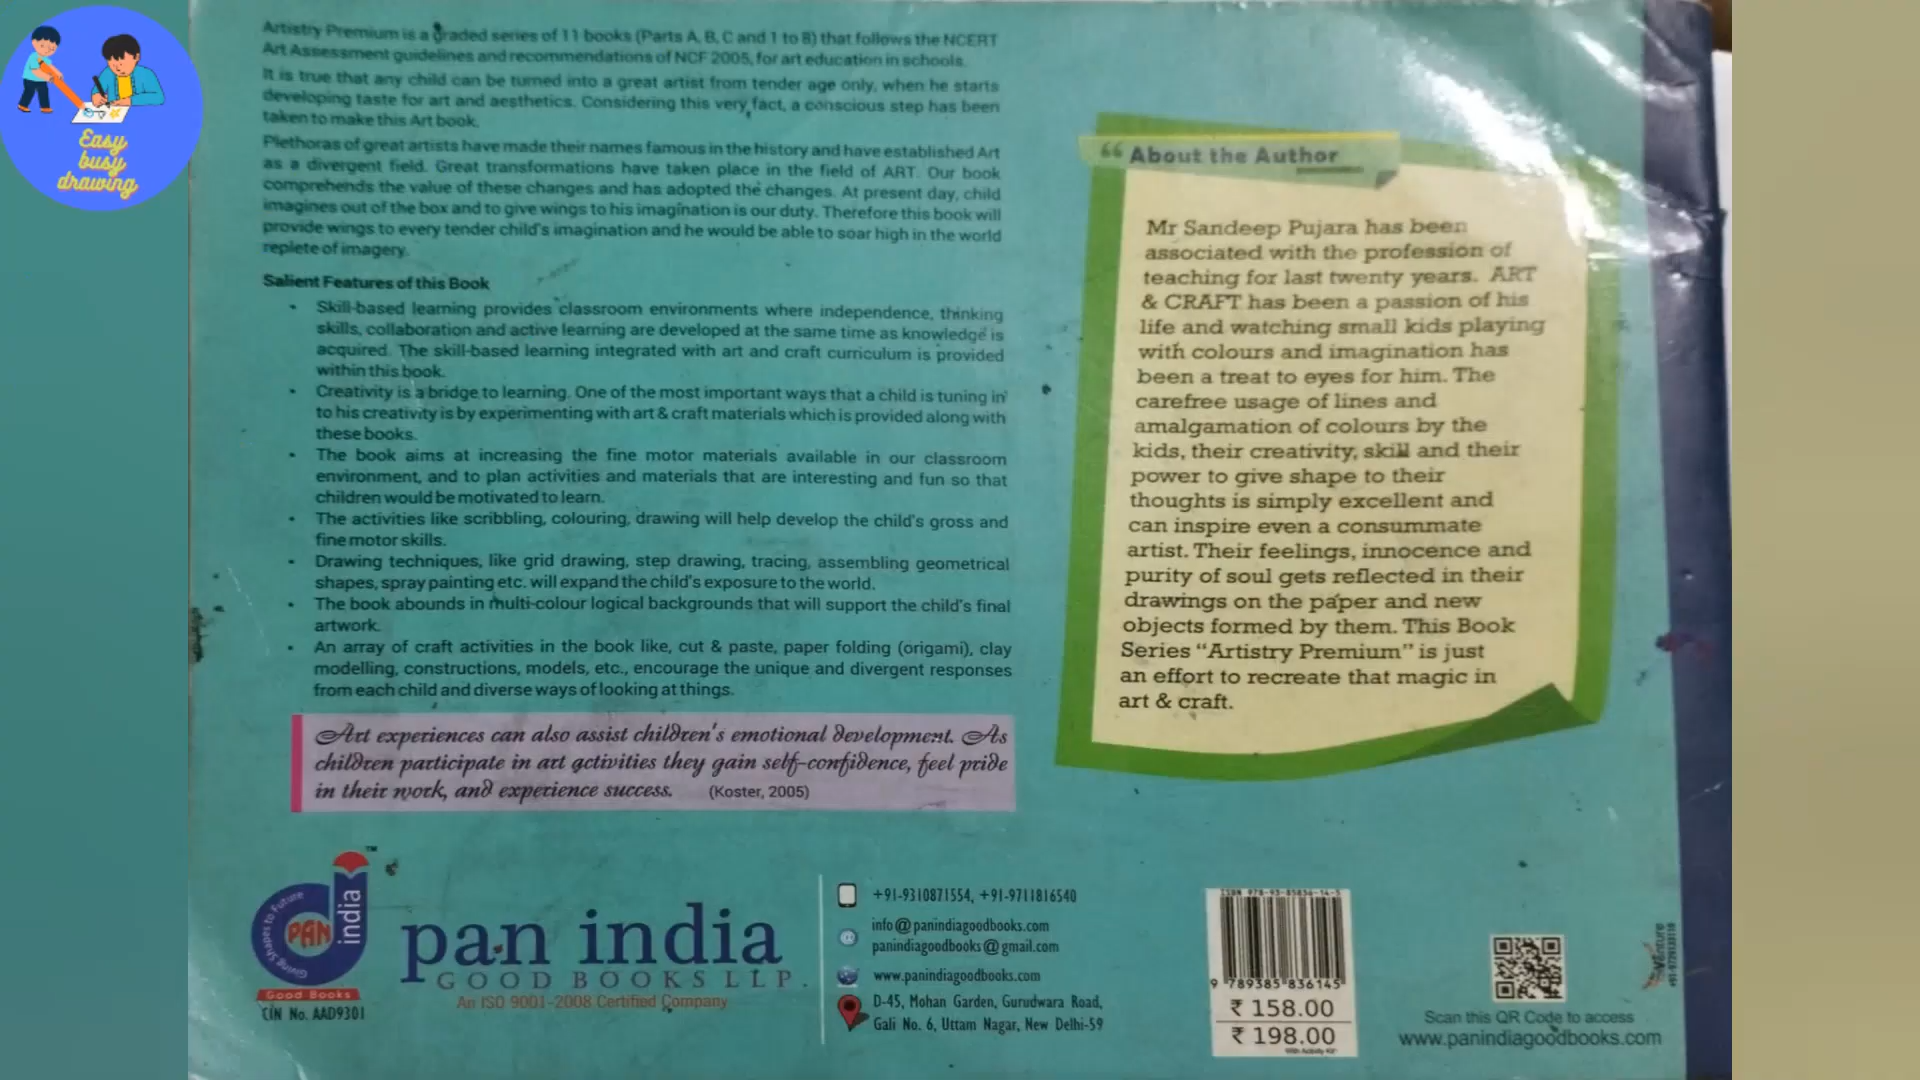 Easy
busy
drawing
Artistry Premium is a graded series of 11 books (Parts A, B, C and 1 to 8) that follows the NCERT
Art Assessment guidelines and recommendations of NCF 2005, for art education in schools.
It is true that any child can be turned into a great artist from tender age only, when he starts
developing taste for art and aesthetics. Considering this very fact, a conscious step has been
taken to make this Art book.
Plethoras of great artists have made their names famous in the history and have established Art
as a divergent field. Great transformations have taken place in the field of ART. Our book
comprehends the value of these changes and has adopted the changes. At present day, child
imagines out of the box and to give wings to his imagination is our duty. Therefore this book will
provide wings to every tender child's imagination and he would be able to soar high in the world
replete of imagery.
Salient Features of this Book
• Skill-based learning provides classroom environments where independence, thinking
skills, collaboration and active learning are developed at the same time as knowledge is
acquired. The skill-based learning integrated with art and craft curriculum is provided
within this book.
• Creativity is a bridge to learning. One of the most important ways that a child is tuning in
to his creativity is by experimenting with art & craft materials which is provided along with
these books.
• The book aims at increasing the fine motor materials available in our classroom
environment, and to plan activities and materials that are interesting and fun so that
children would be motivated to learn.
• The activities like scribbling, colouring, drawing will help develop the child's gross and
fine motor skills.
• Drawing techniques, like grid drawing, step drawing, tracing, assembling geometrical
shapes, spray painting etc. will expand the child's exposure to the world.
• The book abounds in multi-colour logical backgrounds that will support the child's final
artwork.
• An array of craft activities in the book like, cut & paste, paper folding (origami), clay
modelling, constructions, models, etc., encourage the unique and divergent responses
from each child and diverse ways of looking at things.
Art experiences can also assist children's emotional development. As
children participate in art activities they gain self-confidence, feel pride
in their work, and experience success. (Koster, 2005)
“ About the Author
Mr Sandeep Pujara has been
associated with the profession of
teaching for last twenty years. ART
& CRAFT has been a passion of his
life and watching small kids playing
with colours and imagination has
been a treat to eyes for him. The
carefree usage of lines and
amalgamation of colours by the
kids, their creativity, skill and their
power to give shape to their
thoughts is simply excellent and
can inspire even a consummate
artist. Their feelings, innocence and
purity of soul gets reflected in their
drawings on the paper and new
objects formed by them. This Book
Series “Artistry Premium” is just
an effort to recreate that magic in
art & craft.
TM
Giving Shapes to Future
PAN
india
Good Books
CIN No. AAD9301
pan india
GOOD BOOKS LLP.
An ISO 9001-2008 Certified Company
+91-9310871554, +91-9711816540
info@panindiagoodbooks.com
panindiagoodbooks@gmail.com
www.panindiagoodbooks.com
D-45, Mohan Garden, Gurudwara Road,
Gali No. 6, Uttam Nagar, New Delhi-59
ISBN 978-93-85836-14-5
9 789385 836145
₹ 158.00
₹ 198.00
With Activity Kit
Scan this QR Code to access
www.panindiagoodbooks.com